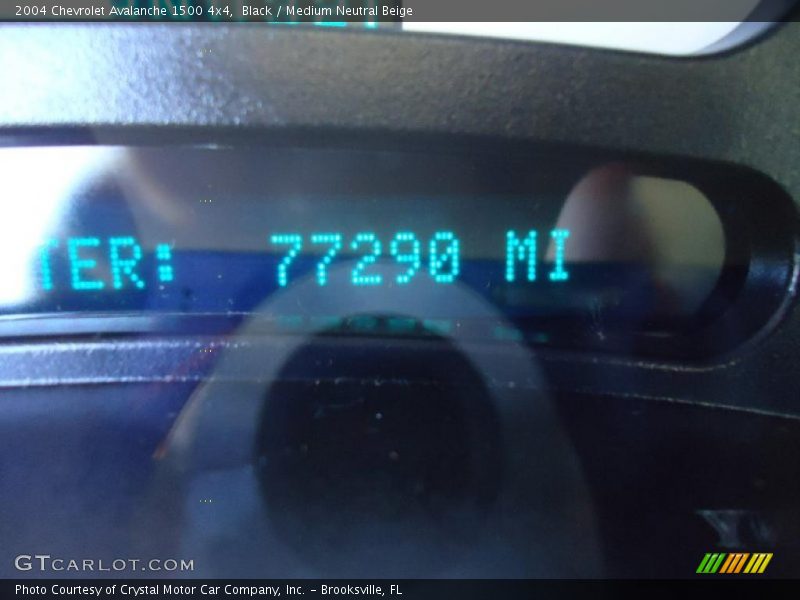 2004 Chevrolet Avalanche 1500 4x4, Black / Medium Neutral Beige
TER: 77290 MI
GTCARLOT.COM
Photo Courtesy of Crystal Motor Car Company, Inc. – Brooksville, FL